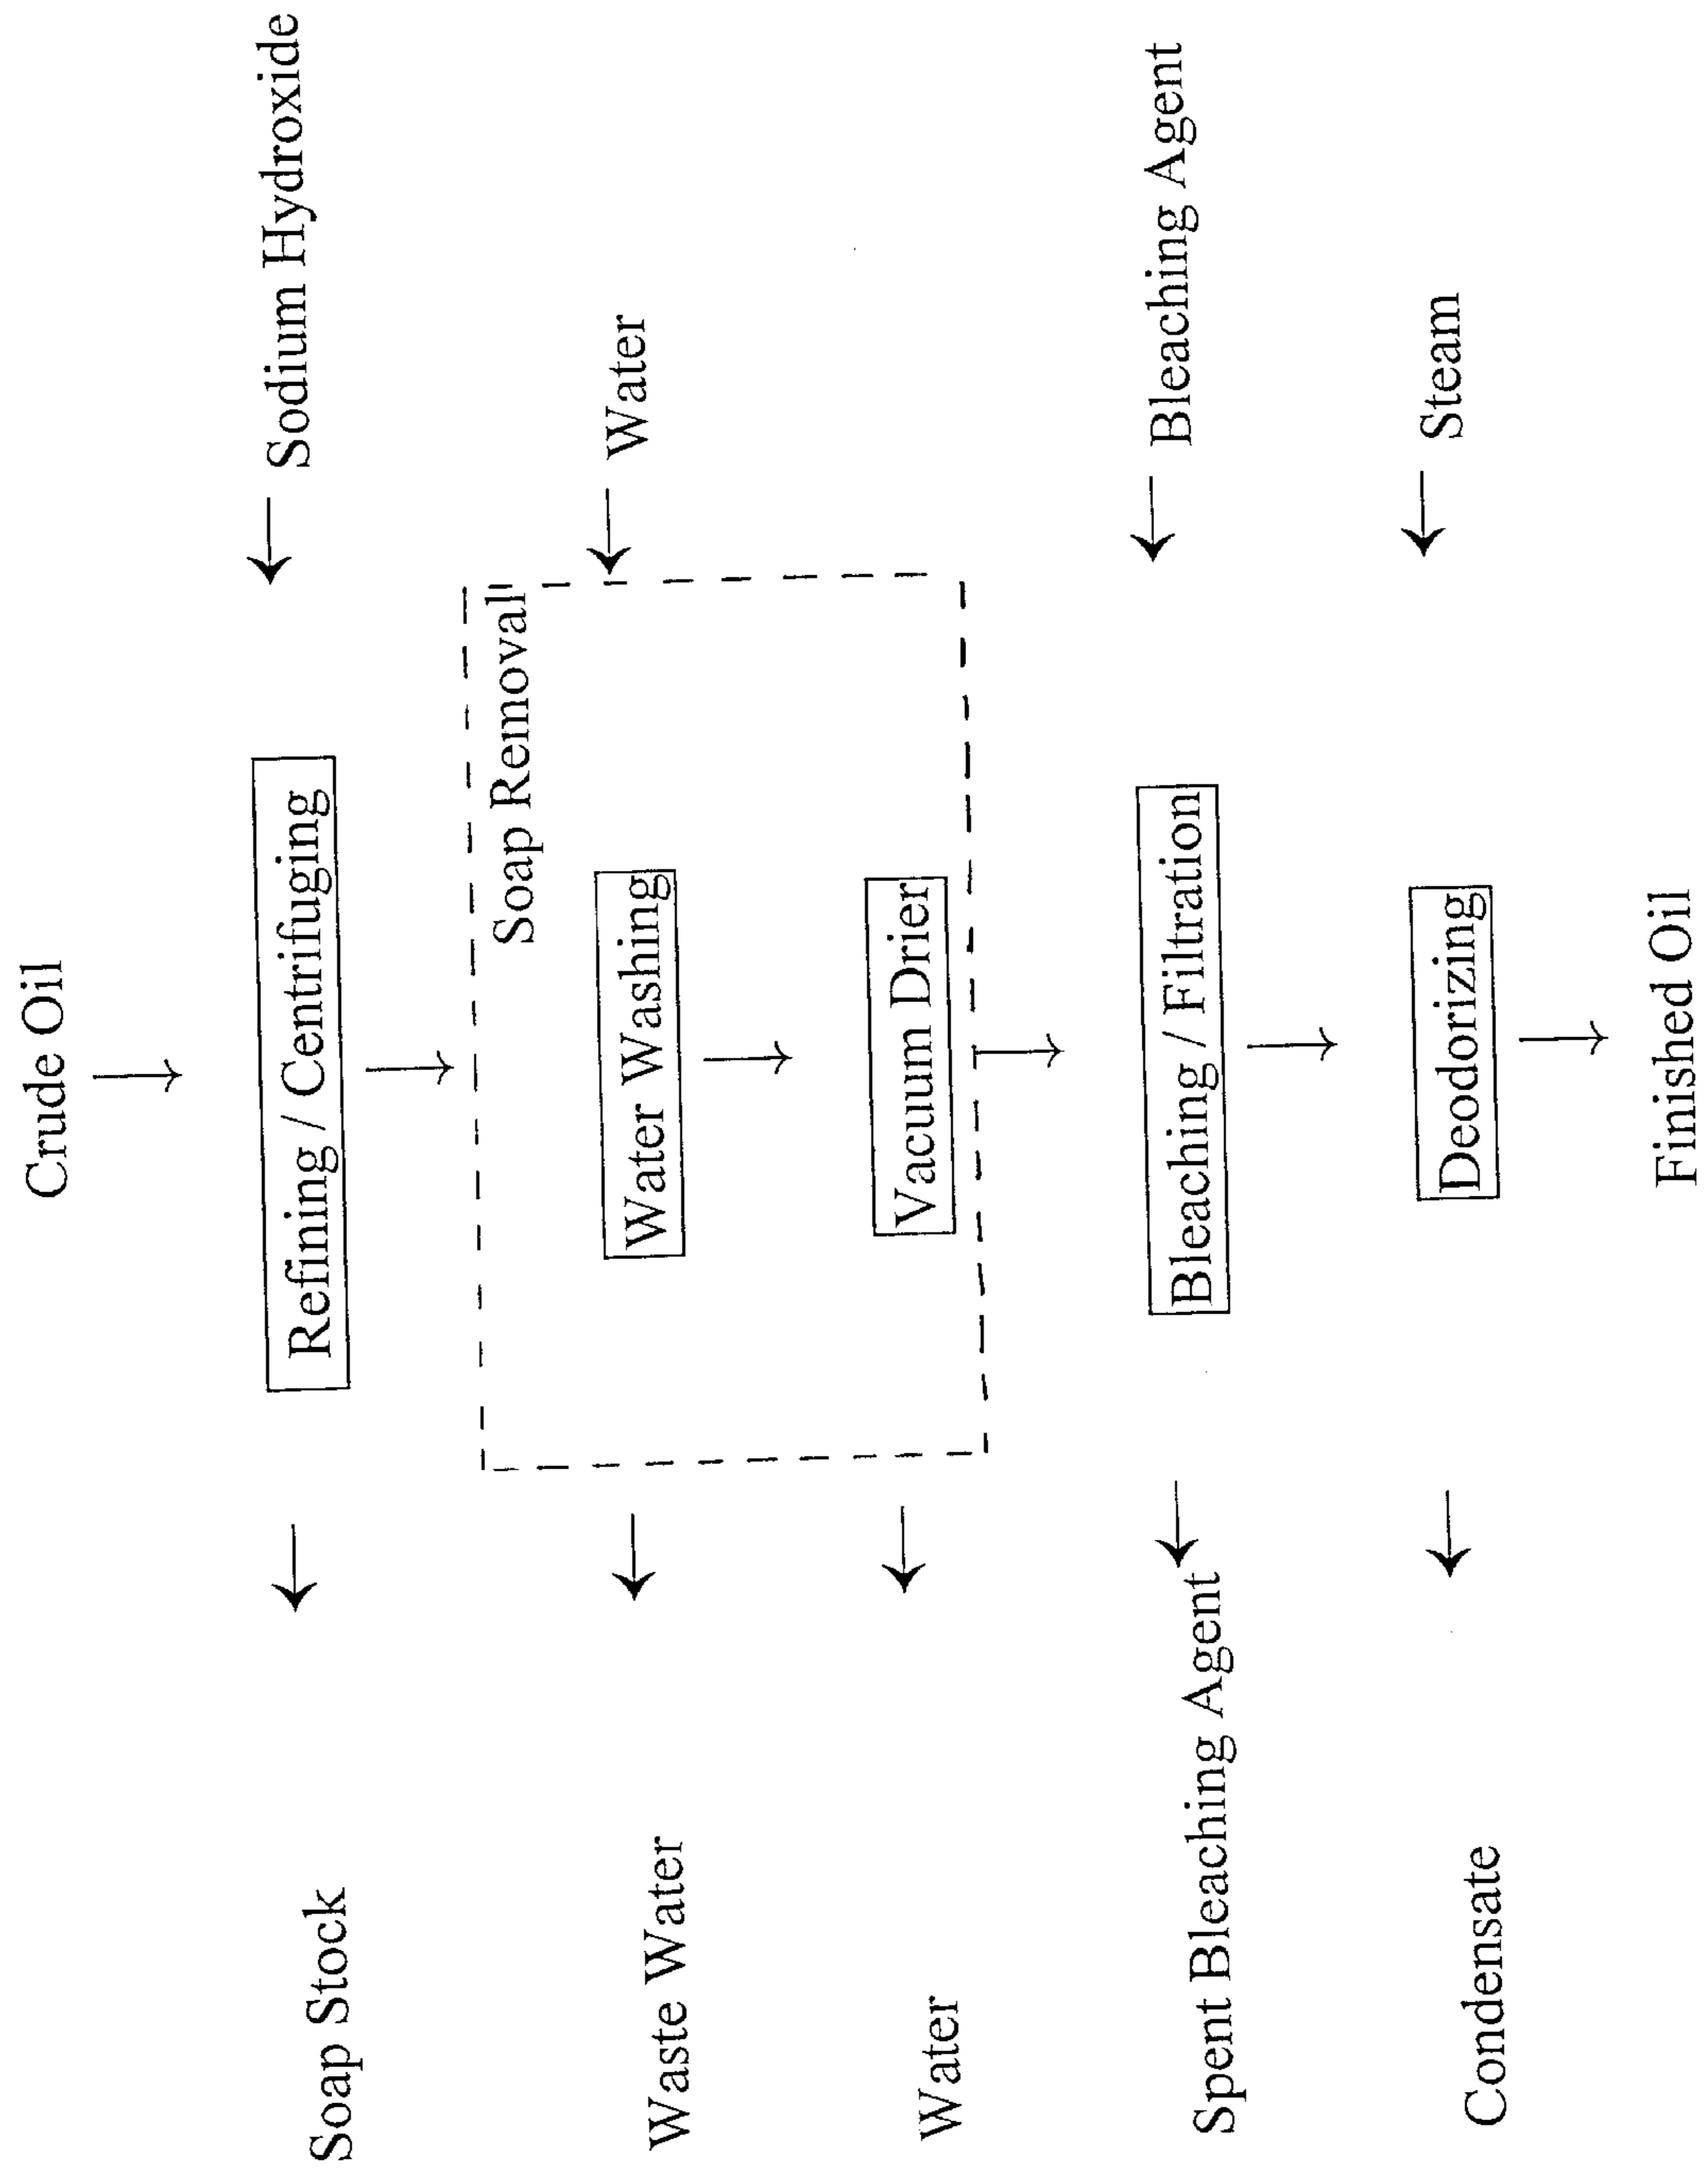 Crude Oil
Soap Stock ← Refining / Centrifuging ← Sodium Hydroxide
Soap Removal
Waste Water ← Water Washing ← Water
Water ← Vacuum Drier
Spent Bleaching Agent ← Bleaching / Filtration ← Bleaching Agent
Condensate ← Deodorizing ← Steam
Finished Oil